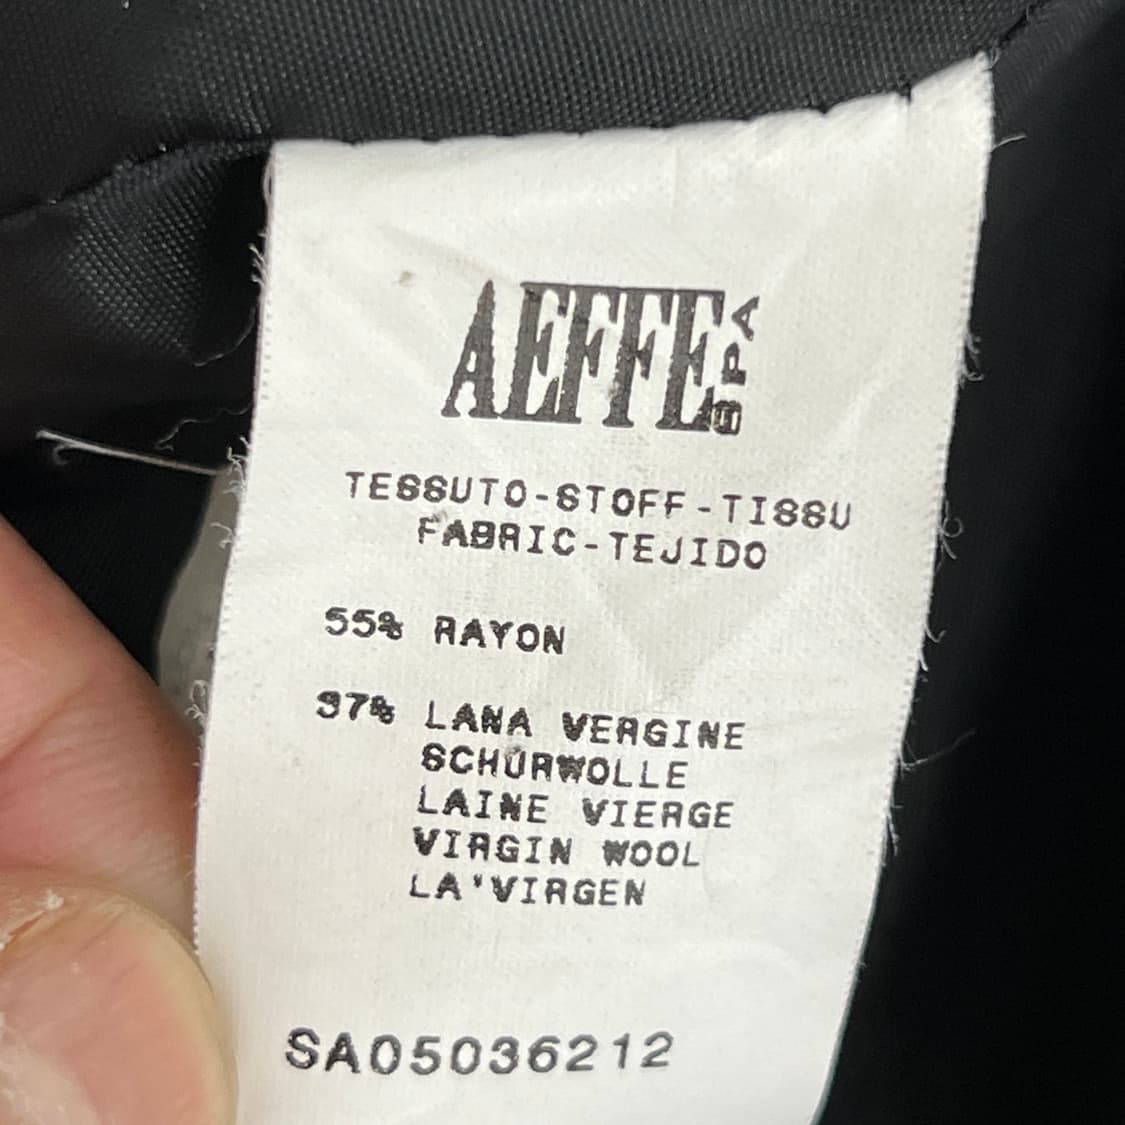 AEFFE SPA
TESSUTO-STOFF-TISSU
FABRIC-TEJIDO
55% RAYON
37% LANA VERGINE
SCHURWOLLE
LAINE VIERGE
VIRGIN WOOL
LA'VIRGEN
SA05036212